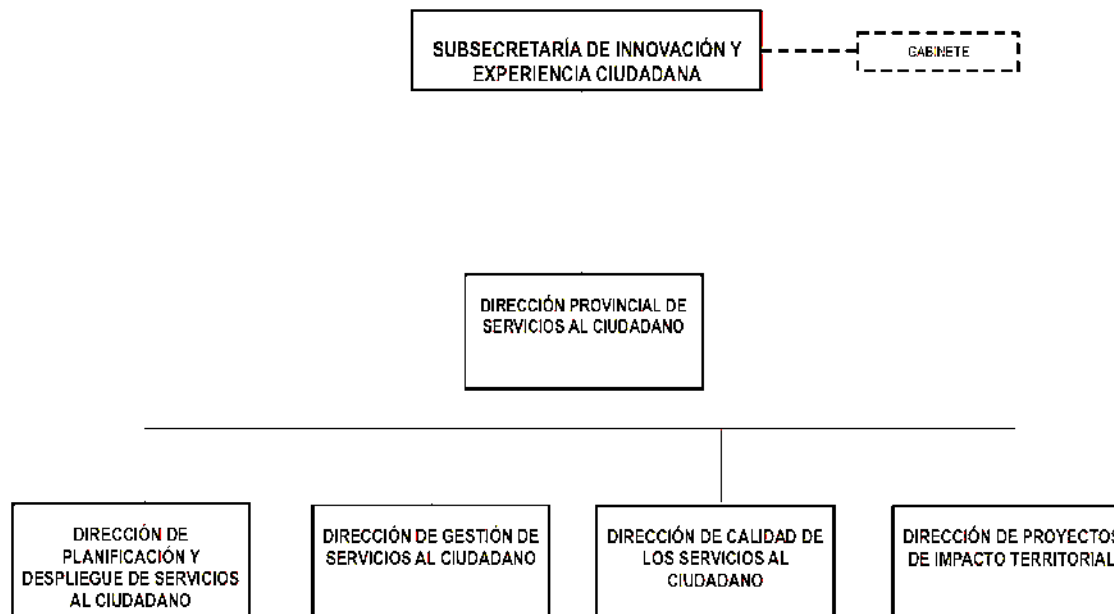 SUBSECRETARÍA DE INNOVACIÓN Y
EXPERIENCIA CIUDADANA
GABINETE
DIRECCIÓN PROVINCIAL DE
SERVICIOS AL CIUDADANO
DIRECCIÓN DE
PLANIFICACIÓN Y
DESPLIEGUE DE SERVICIOS
AL CIUDADANO
DIRECCIÓN DE GESTIÓN DE
SERVICIOS AL CIUDADANO
DIRECCIÓN DE CALIDAD DE
LOS SERVICIOS AL
CIUDADANO
DIRECCIÓN DE PROYECTOS
DE IMPACTO TERRITORIAL